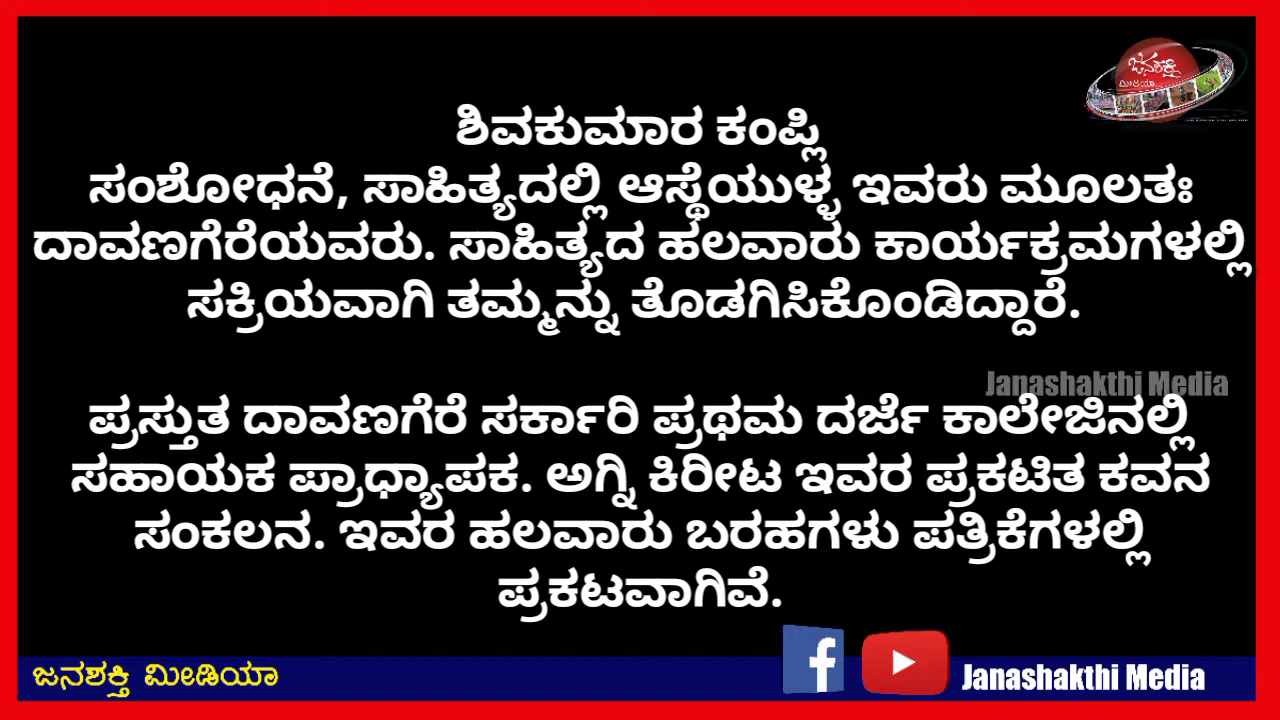 ಜನಶಕ್ತಿ
ಮೀಡಿಯಾ
ಶಿವಕುಮಾರ ಕಂಪ್ಲಿ
ಸಂಶೋಧನೆ, ಸಾಹಿತ್ಯದಲ್ಲಿ ಆಸ್ಥೆಯುಳ್ಳ ಇವರು ಮೂಲತಃ
ದಾವಣಗೆರೆಯವರು. ಸಾಹಿತ್ಯದ ಹಲವಾರು ಕಾರ್ಯಕ್ರಮಗಳಲ್ಲಿ
ಸಕ್ರಿಯವಾಗಿ ತಮ್ಮನ್ನು ತೊಡಗಿಸಿಕೊಂಡಿದ್ದಾರೆ.
Janashakthi Media
ಪ್ರಸ್ತುತ ದಾವಣಗೆರೆ ಸರ್ಕಾರಿ ಪ್ರಥಮ ದರ್ಜೆ ಕಾಲೇಜಿನಲ್ಲಿ
ಸಹಾಯಕ ಪ್ರಾಧ್ಯಾಪಕ. ಅಗ್ನಿ ಕಿರೀಟ ಇವರ ಪ್ರಕಟಿತ ಕವನ
ಸಂಕಲನ. ಇವರ ಹಲವಾರು ಬರಹಗಳು ಪತ್ರಿಕೆಗಳಲ್ಲಿ
ಪ್ರಕಟವಾಗಿವೆ.
ಜನಶಕ್ತಿ ಮೀಡಿಯಾ
Janashakthi Media